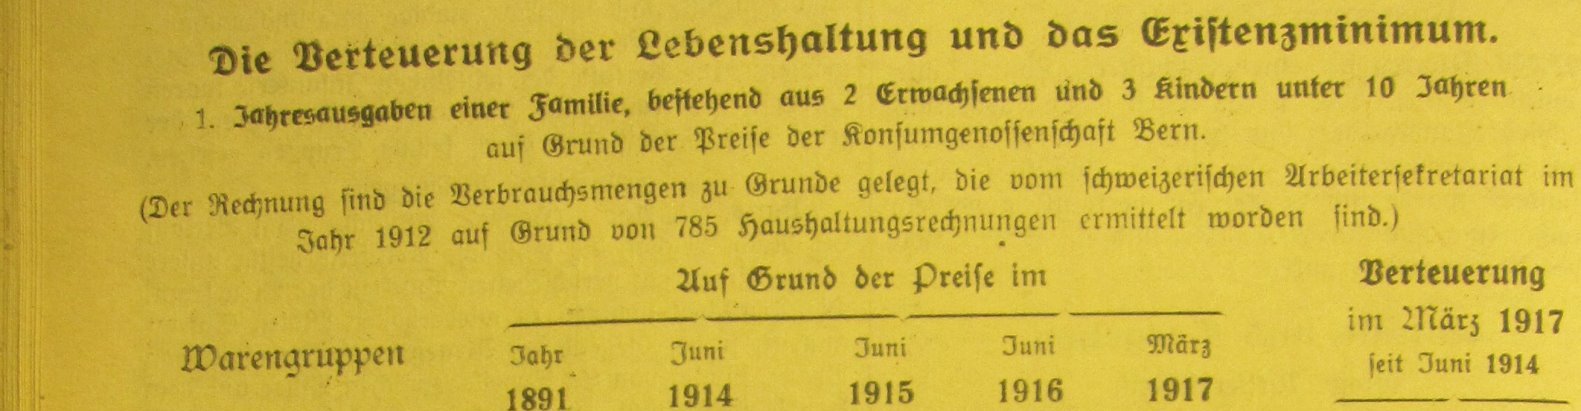 Die Verteuerung der Lebenshaltung und das Existenzminimum.
1. Jahresausgaben einer Familie, bestehend aus 2 Erwachsenen und 3 Kindern unter 10 Jahren
auf Grund der Preise der Konsumgenossenschaft Bern.
(Der Rechnung sind die Verbrauchsmengen zu Grunde gelegt, die vom schweizerischen Arbeitersekretariat im
Jahr 1912 auf Grund von 785 Haushaltungsrechnungen ermittelt worden sind.)
Auf Grund der Preise im
Warengruppen
Jahr Juni Juni Juni März
1891 1914 1915 1916 1917
Verteuerung
im März 1917
seit Juni 1914